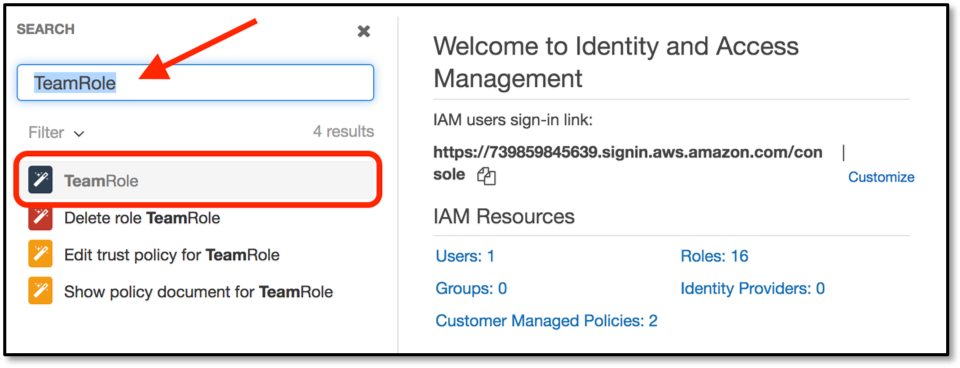 SEARCH
TeamRole
Filter
4 results
TeamRole
Delete role TeamRole
Edit trust policy for TeamRole
Show policy document for TeamRole
Welcome to Identity and Access
Management
IAM users sign-in link:
https://739859845639.signin.aws.amazon.com/con |
sole
Customize
IAM Resources
Users: 1
Roles: 16
Groups: 0
Identity Providers: 0
Customer Managed Policies: 2